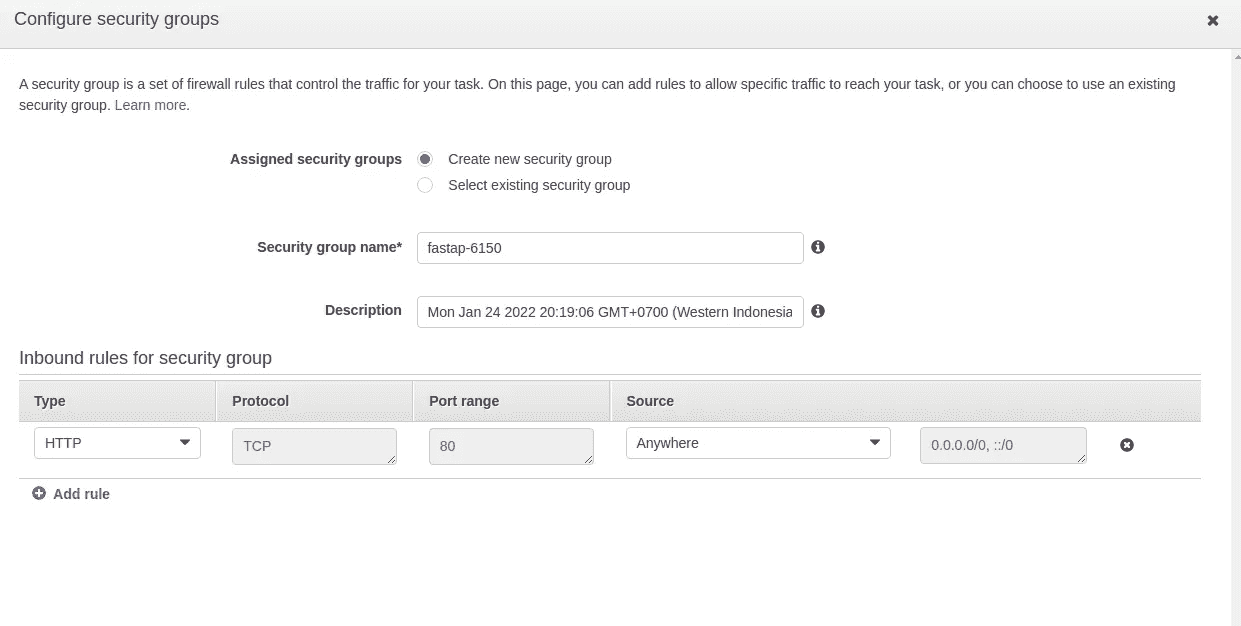 Configure security groups
A security group is a set of firewall rules that control the traffic for your task. On this page, you can add rules to allow specific traffic to reach your task, or you can choose to use an existing
security group. Learn more.
Assigned security groups
Create new security group
Select existing security group
Security group name*
fastap-6150
Description
Mon Jan 24 2022 20:19:06 GMT+0700 (Western Indonesia
Inbound rules for security group
Type Protocol Port range Source
HTTP TCP 80 Anywhere 0.0.0.0/0, ::/0
Add rule